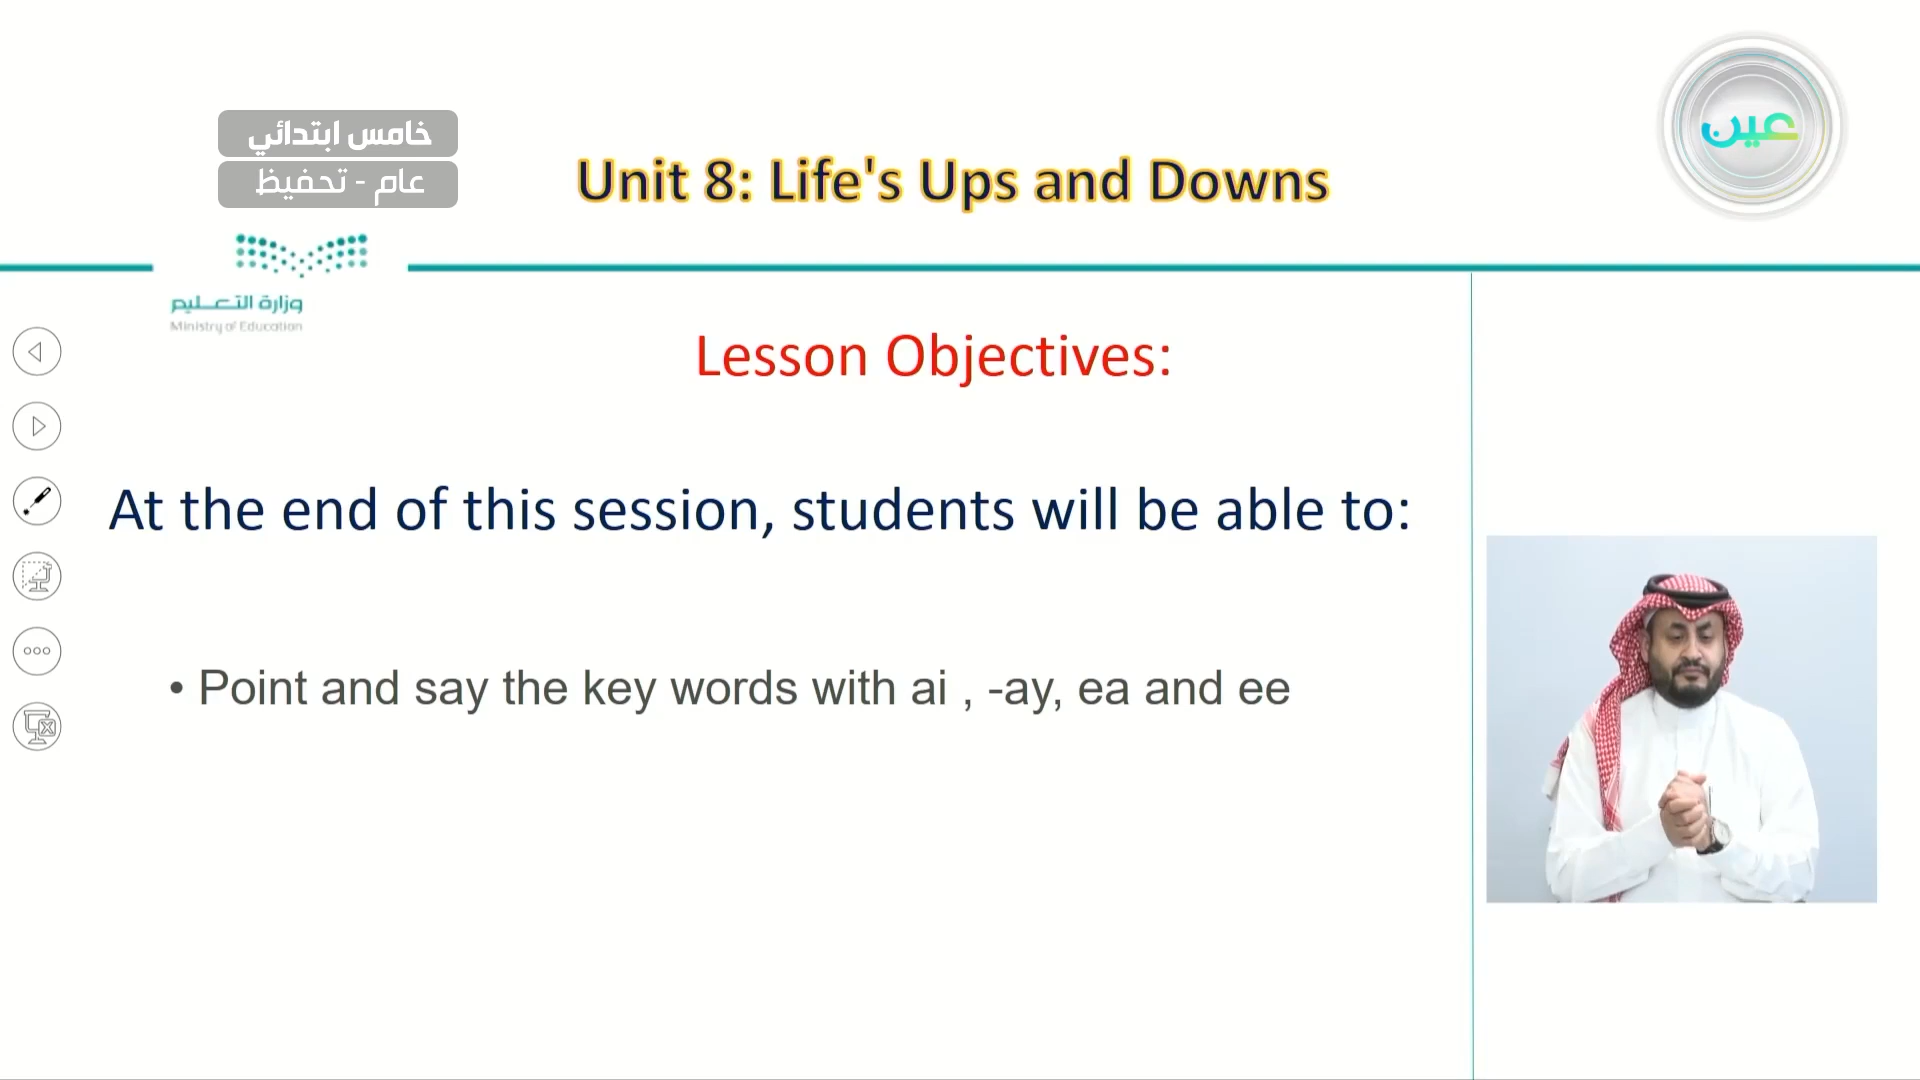 خامس ابتدائي
عام - تحفيظ
Unit 8: Life's Ups and Downs
عين
وزارة التعليم
Ministry of Education
Lesson Objectives:
At the end of this session, students will be able to:
• Point and say the key words with ai , -ay, ea and ee